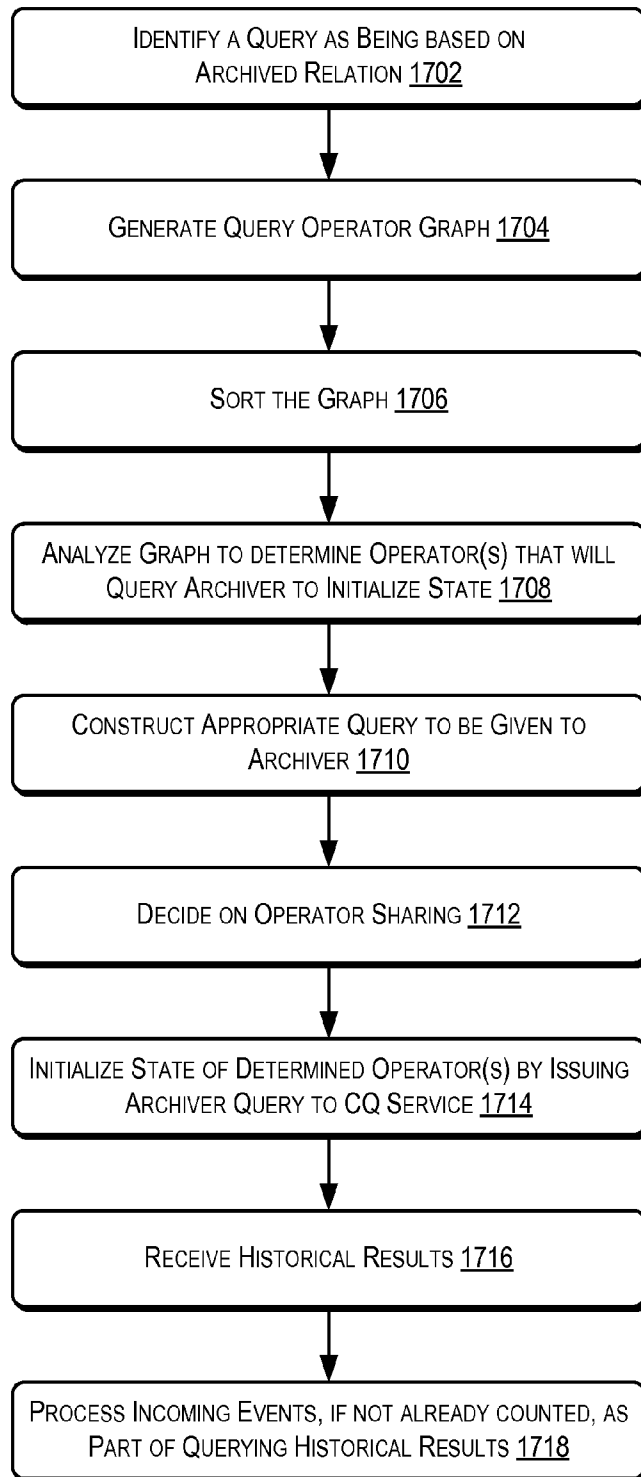 IDENTIFY A QUERY AS BEING BASED ON
ARCHIVED RELATION 1702
GENERATE QUERY OPERATOR GRAPH 1704
SORT THE GRAPH 1706
ANALYZE GRAPH TO DETERMINE OPERATOR(S) THAT WILL
QUERY ARCHIVER TO INITIALIZE STATE 1708
CONSTRUCT APPROPRIATE QUERY TO BE GIVEN TO
ARCHIVER 1710
DECIDE ON OPERATOR SHARING 1712
INITIALIZE STATE OF DETERMINED OPERATOR(S) BY ISSUING
ARCHIVER QUERY TO CQ SERVICE 1714
RECEIVE HISTORICAL RESULTS 1716
PROCESS INCOMING EVENTS, IF NOT ALREADY COUNTED, AS
PART OF QUERYING HISTORICAL RESULTS 1718